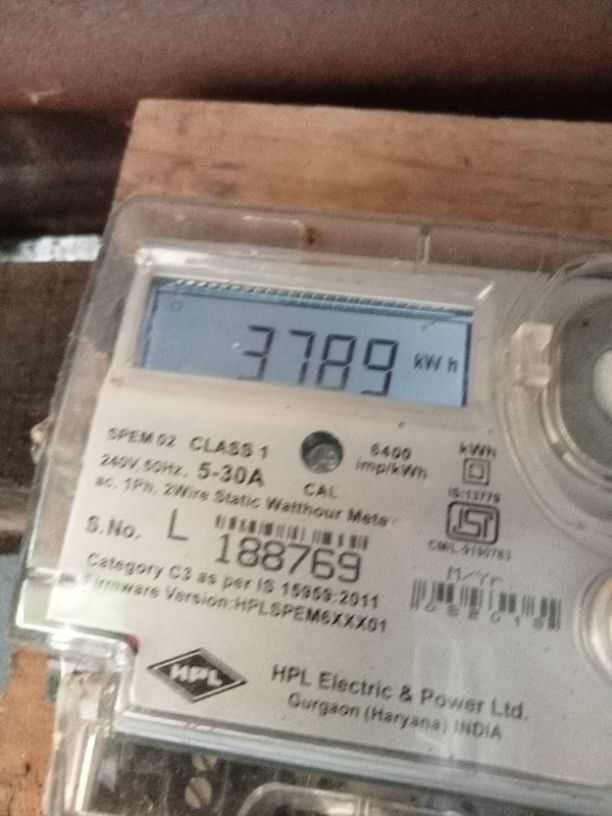 3789 kWh
SPEM 02 CLASS 1
240V, 50Hz, 5-30A
CAL
6400
imp/kWh
kWh
ac, 1Ph, 2Wire Static Watthour Meter
IS:13779
S.No. L 188769
Category C3 as per IS 15959:2011
Firmware Version:HPLSPEM6XXX01
M/Yr.
HPL
HPL Electric & Power Ltd.
Gurgaon (Haryana) INDIA